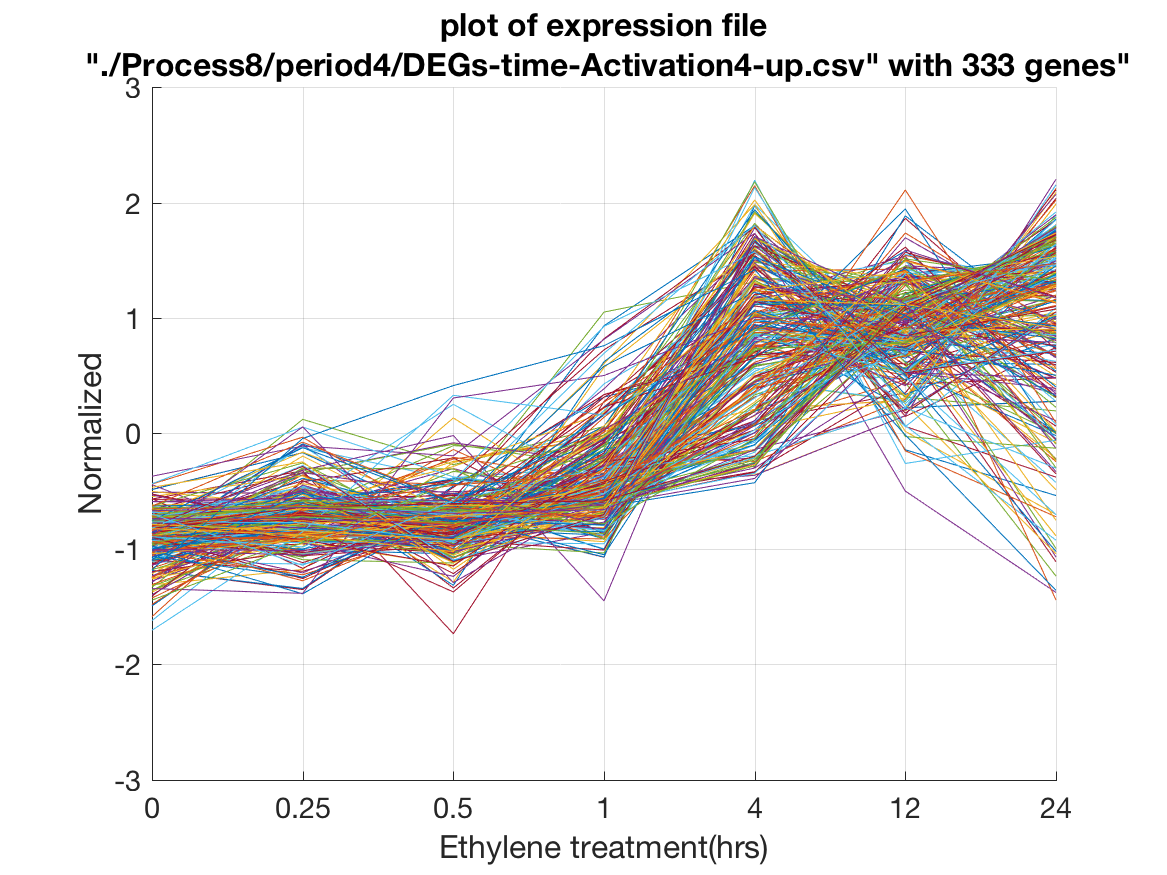 plot of expression file
"./Process8/period4/DEGs-time-Activation4-up.csv" with 333 genes"
3
2
1
0
-1
-2
-3
Normalized
0 0.25 0.5 1 4 12 24
Ethylene treatment(hrs)